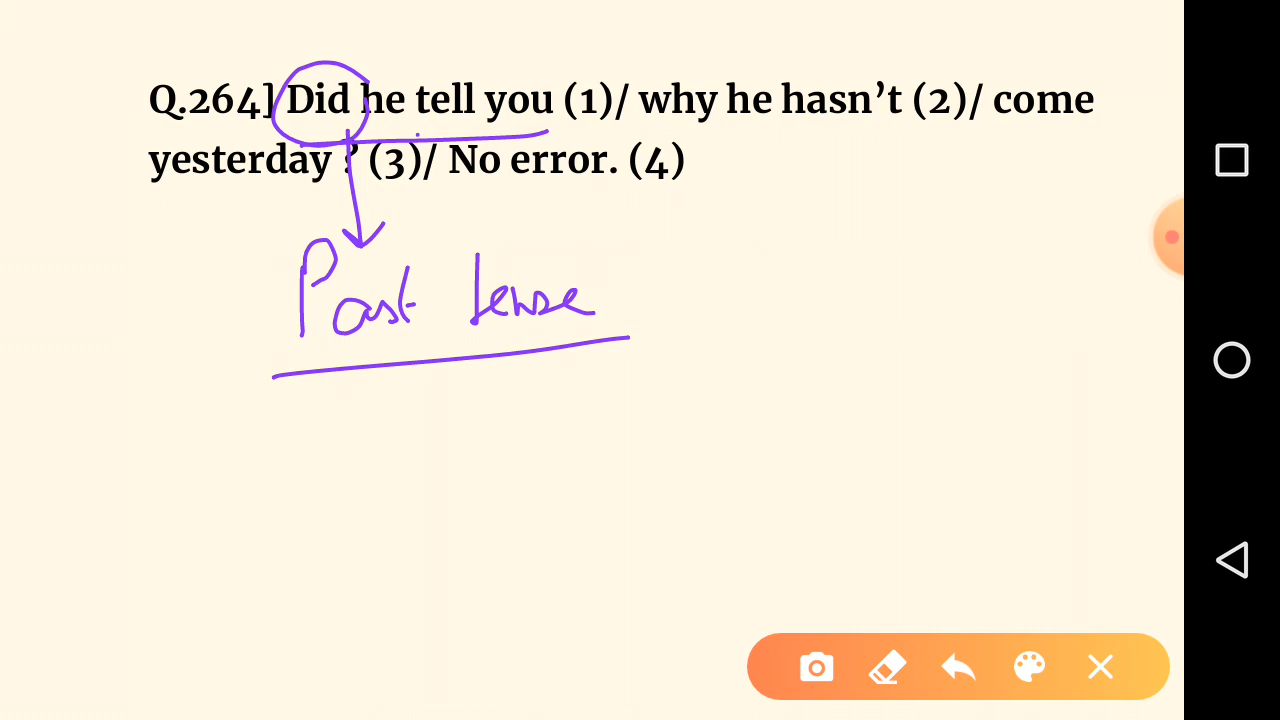 Q.264] Did he tell you (1)/ why he hasn’t (2)/ come
yesterday ? (3)/ No error. (4)
Past tense